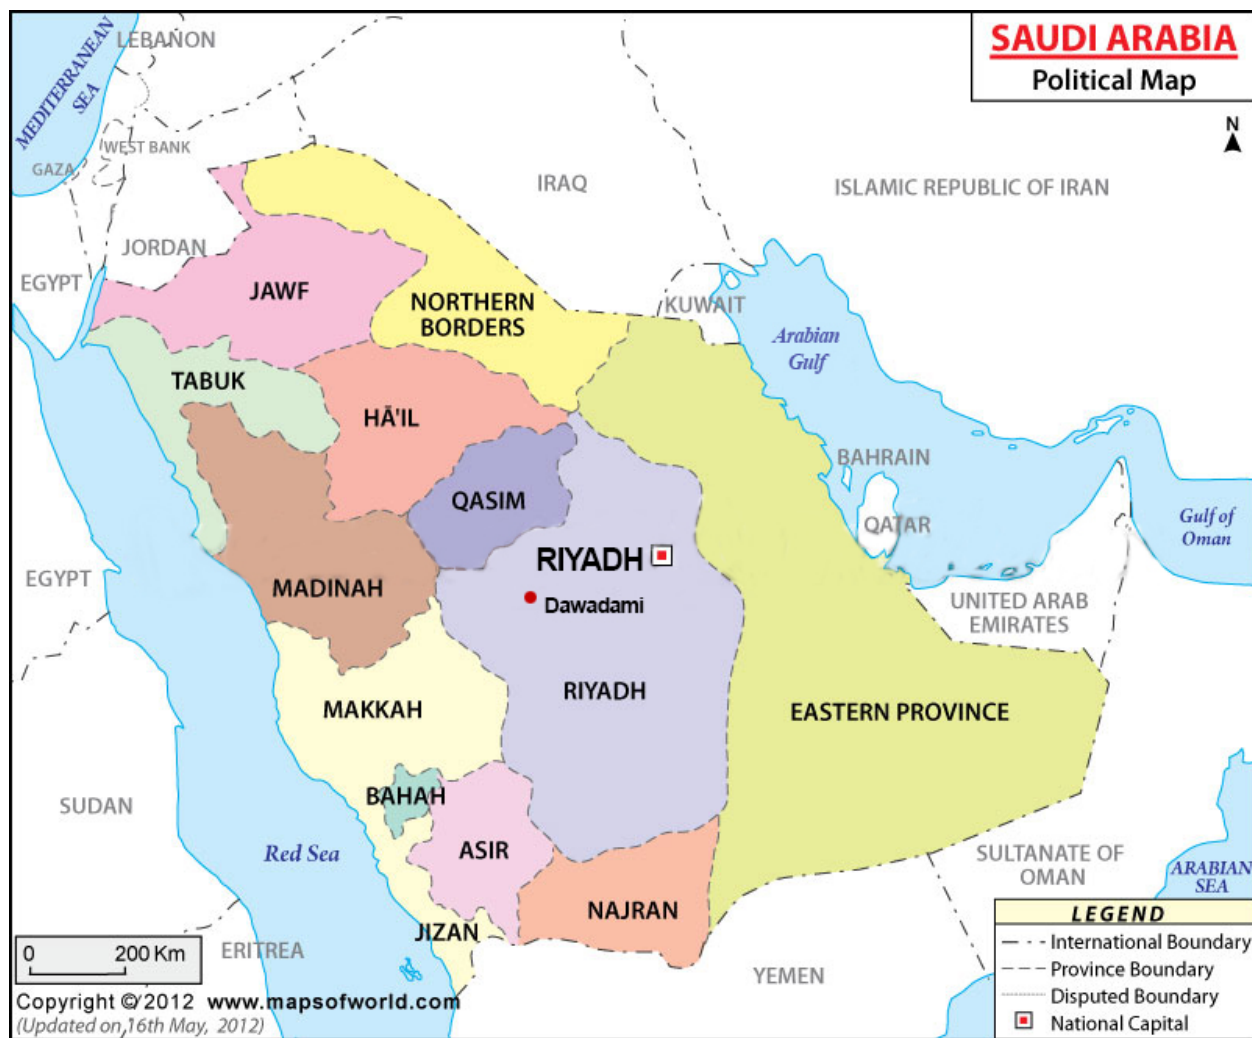 SAUDI ARABIA
Political Map
N
MEDITERRANEAN
SEA
LEBANON
WEST BANK
GAZA
JORDAN
EGYPT
IRAQ
ISLAMIC REPUBLIC OF IRAN
KUWAIT
JAWF
NORTHERN
BORDERS
Arabian
Gulf
TABUK
HĀ'IL
BAHRAIN
QASIM
QATAR
Gulf of
Oman
EGYPT
MADINAH
RIYADH
Dawadami
UNITED ARAB
EMIRATES
MAKKAH
RIYADH
EASTERN PROVINCE
SUDAN
BAHAH
Red Sea
ASIR
SULTANATE OF
OMAN
ARABIAN
SEA
NAJRAN
JIZAN
ERITREA
YEMEN
LEGEND
International Boundary
Province Boundary
Disputed Boundary
National Capital
0 200 Km
Copyright © 2012 www.mapsofworld.com
(Updated on,16th May, 2012)